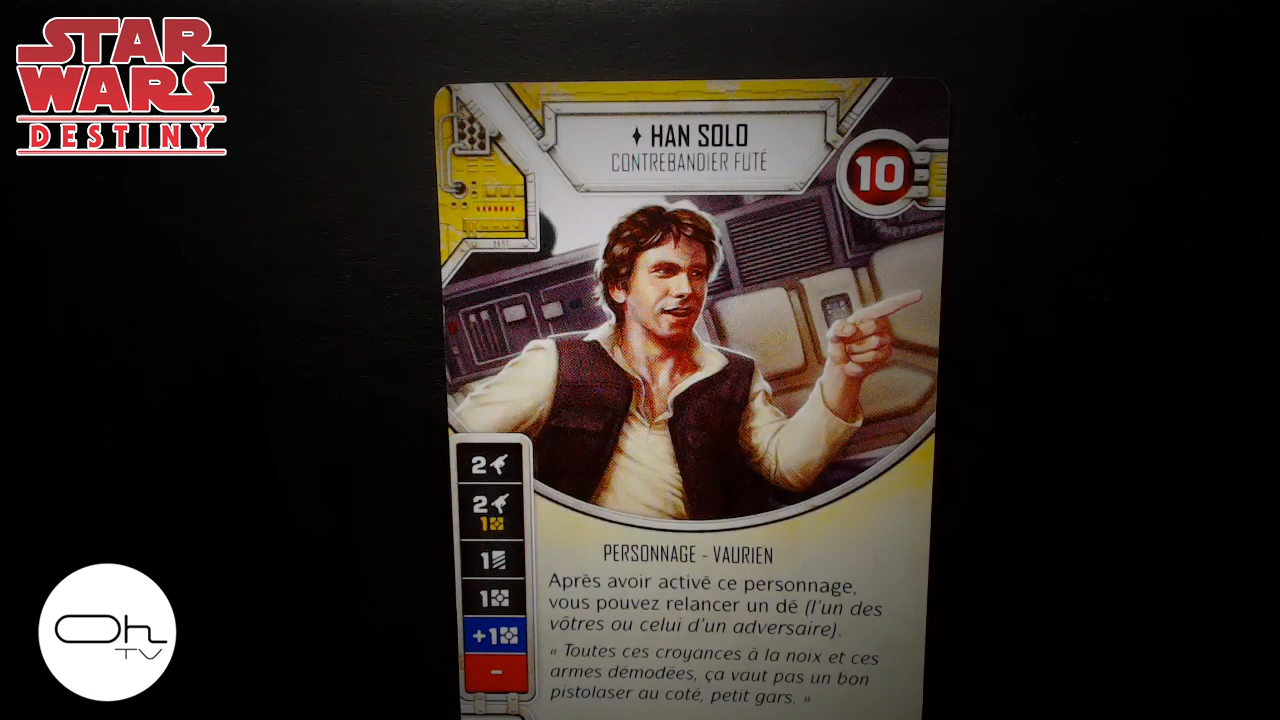 STAR
WARS
DESTINY
HAN SOLO
CONTREBANDIER FUTÉ
10
2
2
1
1
1
+1
-
PERSONNAGE - VAURIEN
Après avoir activé ce personnage,
vous pouvez relancer un dé (l'un des
vôtres ou celui d'un adversaire).
« Toutes ces croyances à la noix et ces
armes démodées, ça vaut pas un bon
pistolaser au coté, petit gars. »
Oh
TV